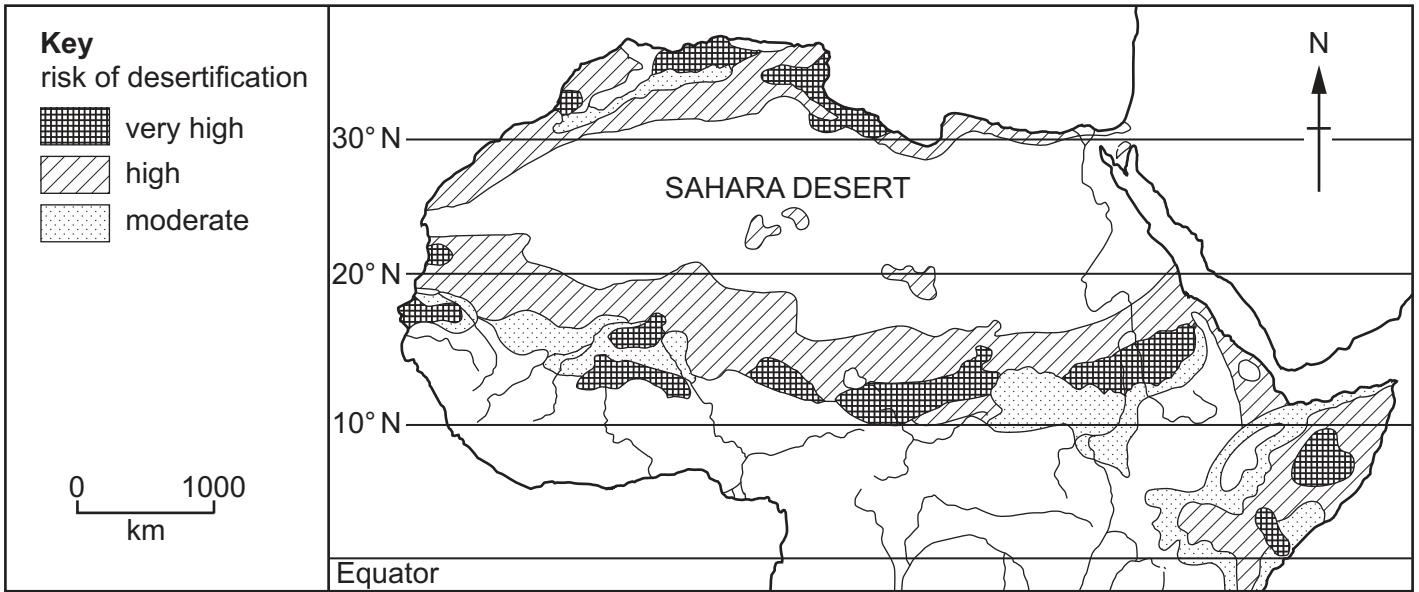 Key
risk of desertification
very high
high
moderate
0 1000
km
N
30° N
SAHARA DESERT
20° N
10° N
Equator